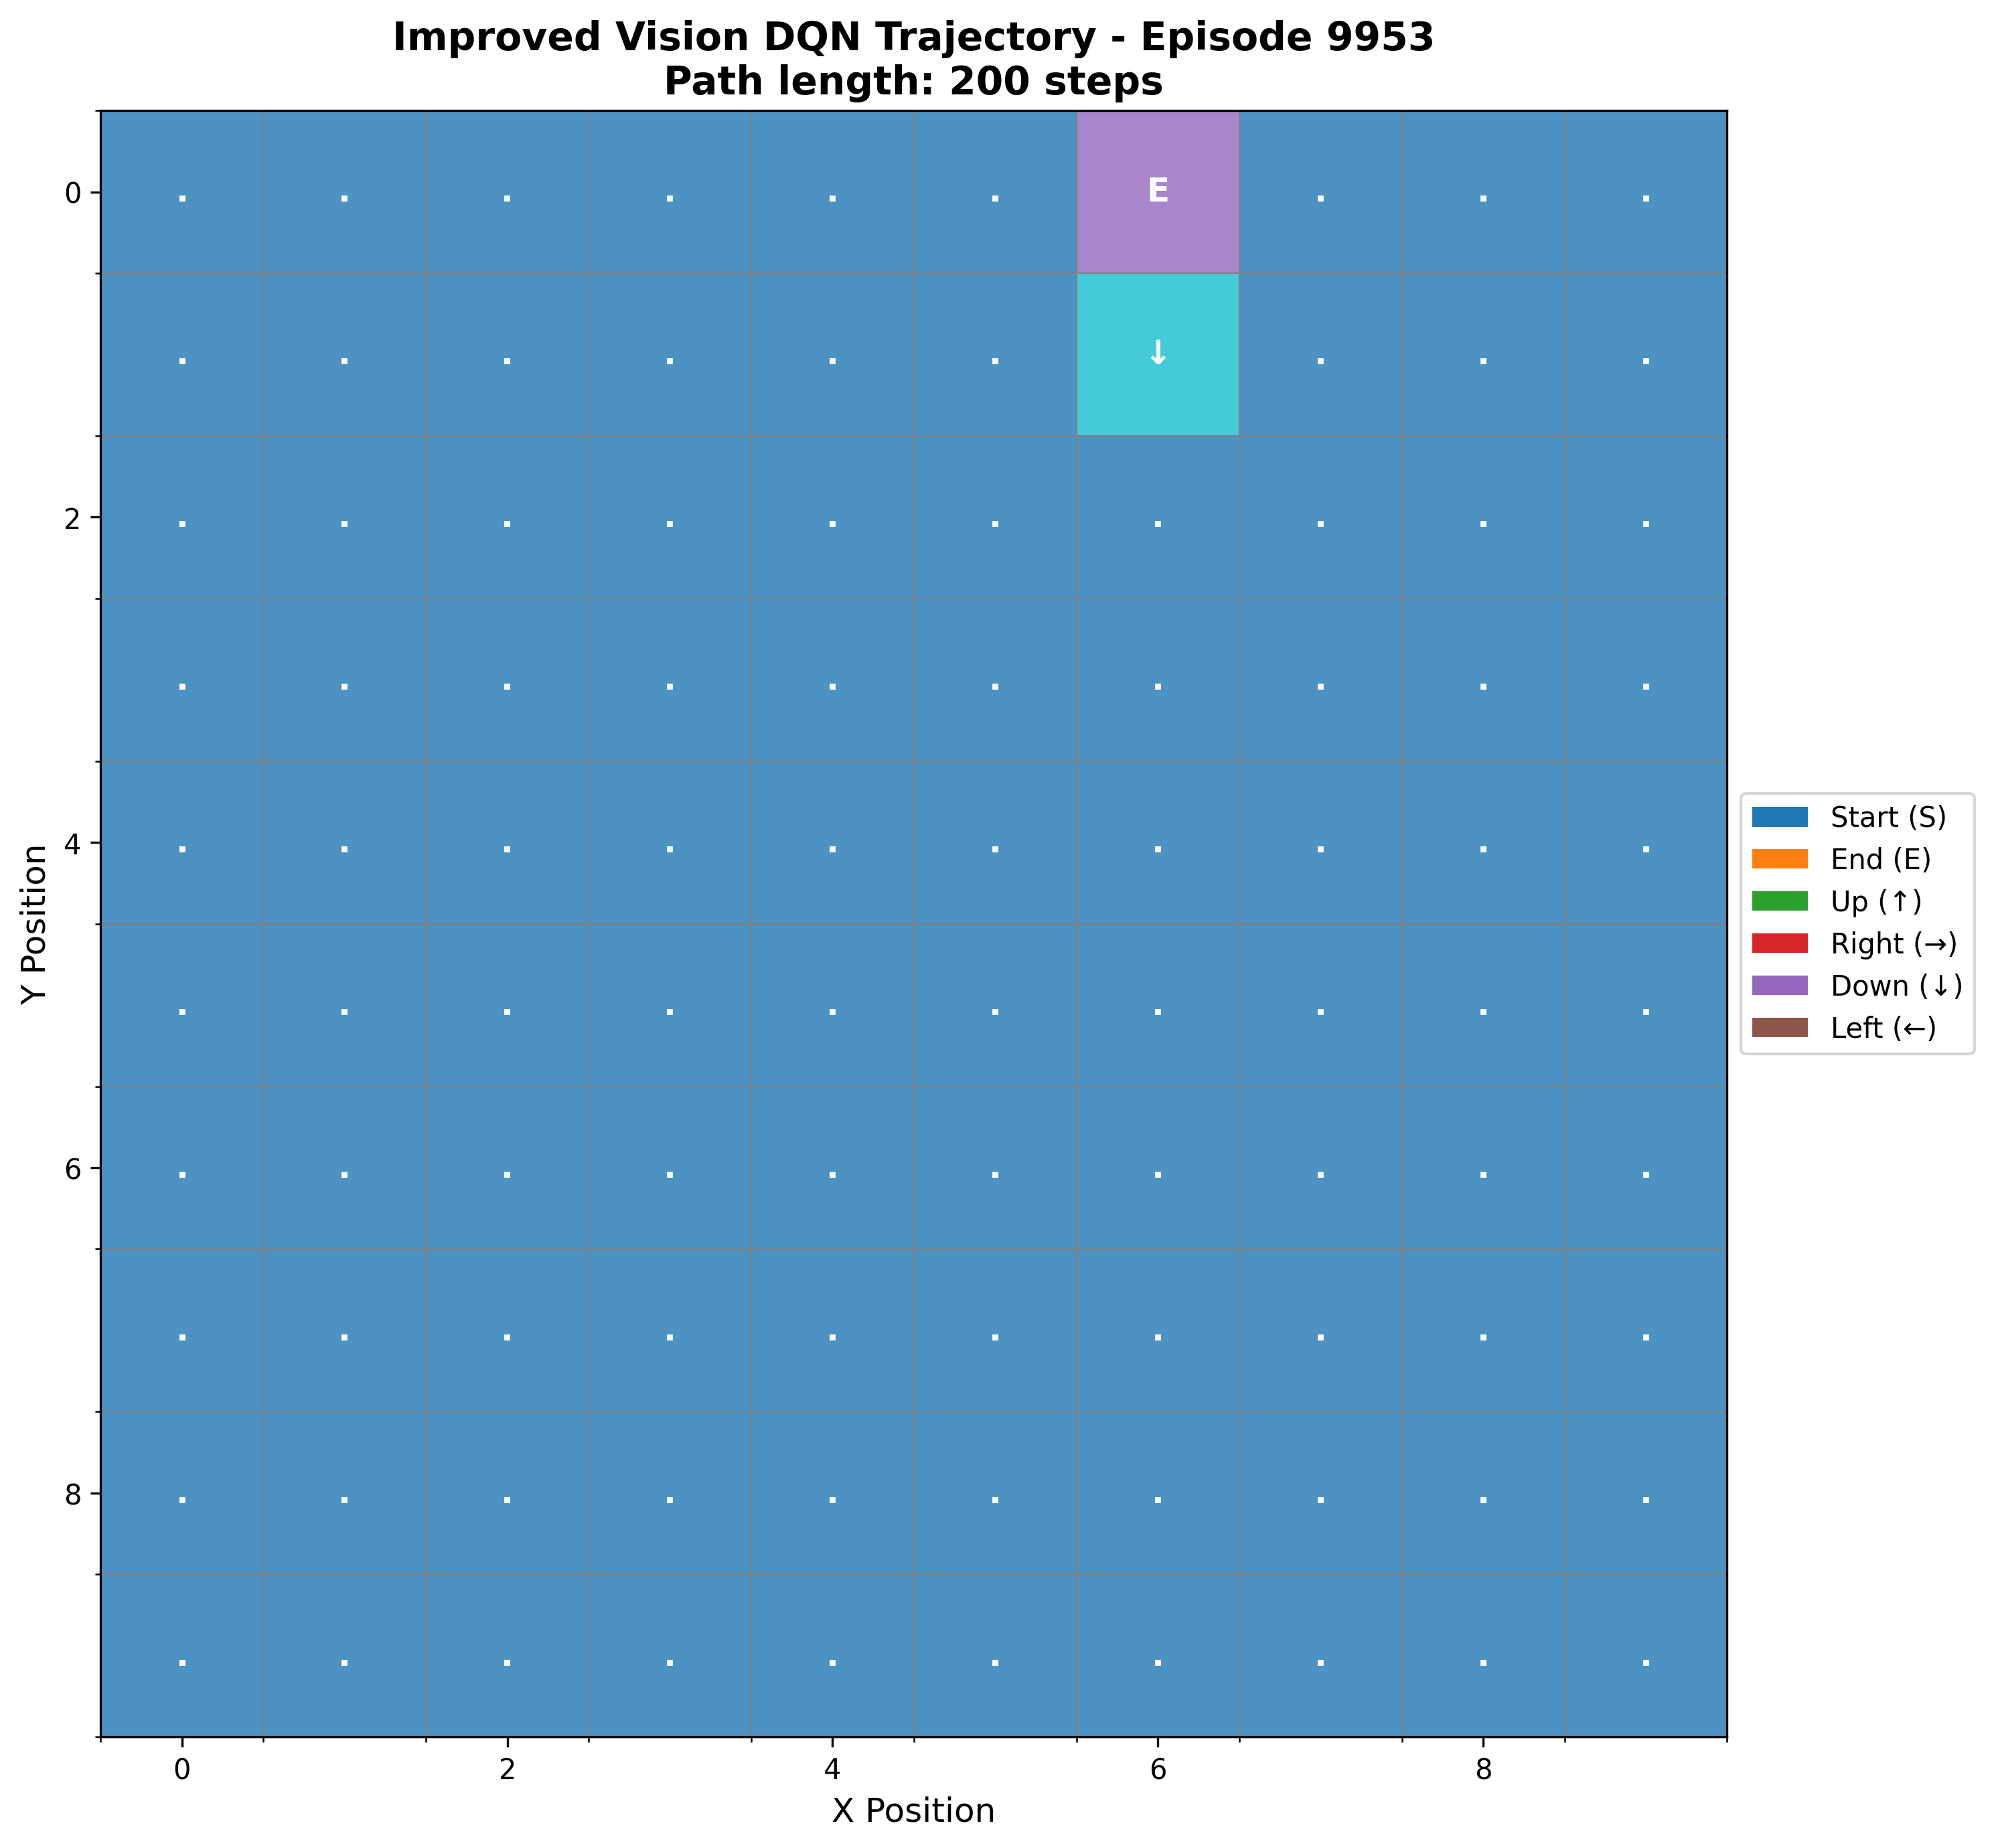 Improved Vision DQN Trajectory - Episode 9953
Path length: 200 steps
0
E
↓
2
4
6
8
Y Position
0 2 4 6 8
X Position
Start (S)
End (E)
Up (↑)
Right (→)
Down (↓)
Left (←)